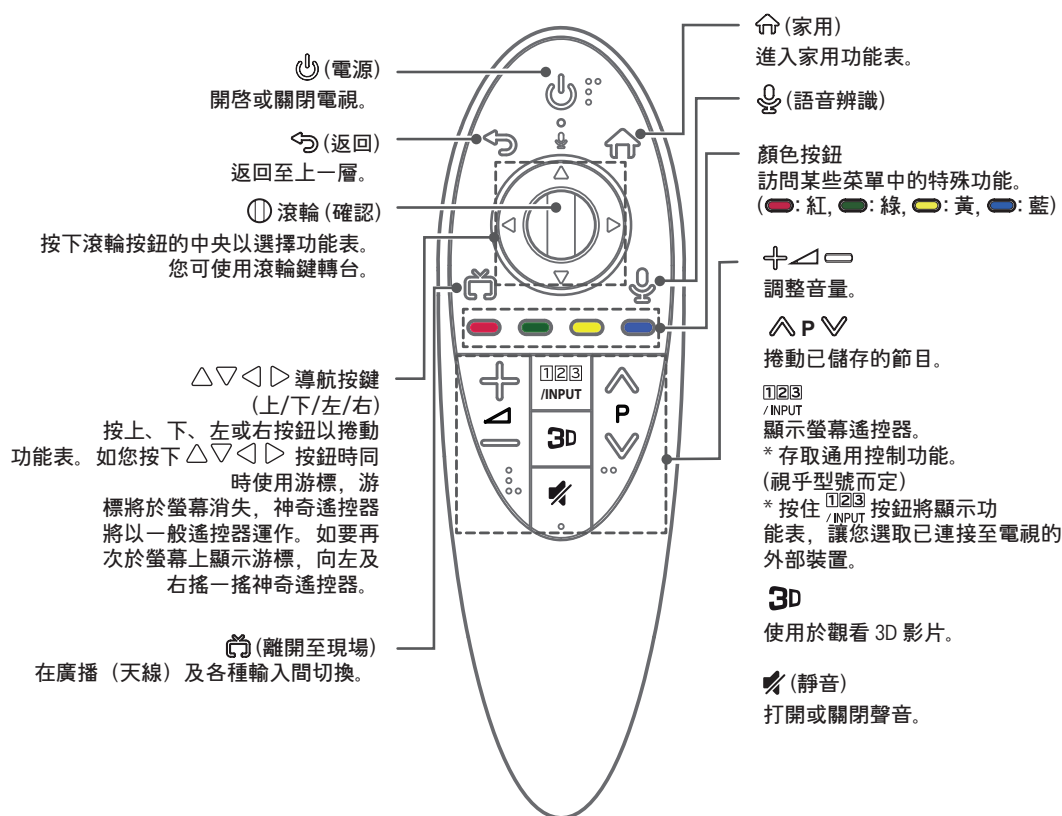 (電源)
開啓或關閉電視。
(返回)
返回至上一層。
滾輪 (確認)
按下滾輪按鈕的中央以選擇功能表。
您可使用滾輪鍵轉台。
△▽◁▷ 導航按鍵
(上/下/左/右)
按上、下、左或右按鈕以捲動
功能表。如您按下 △▽◁▷ 按鈕時同
時使用游標，游
標將於螢幕消失，神奇遙控器
將以一般遙控器運作。如要再
次於螢幕上顯示游標，向左及
右搖一搖神奇遙控器。
(離開至現場)
在廣播（天線）及各種輸入間切換。
1 2 3
/INPUT
3D
P
(家用)
進入家用功能表。
(語音辨識)
顏色按鈕
訪問某些菜單中的特殊功能。
( : 紅, : 綠, : 黃, : 藍)
調整音量。
P
捲動已儲存的節目。
1 2 3
/INPUT
顯示螢幕遙控器。
* 存取通用控制功能。
(視乎型號而定)
* 按住 1 2 3 /INPUT 按鈕將顯示功
能表，讓您選取已連接至電視的
外部裝置。
3D
使用於觀看 3D 影片。
(靜音)
打開或關閉聲音。